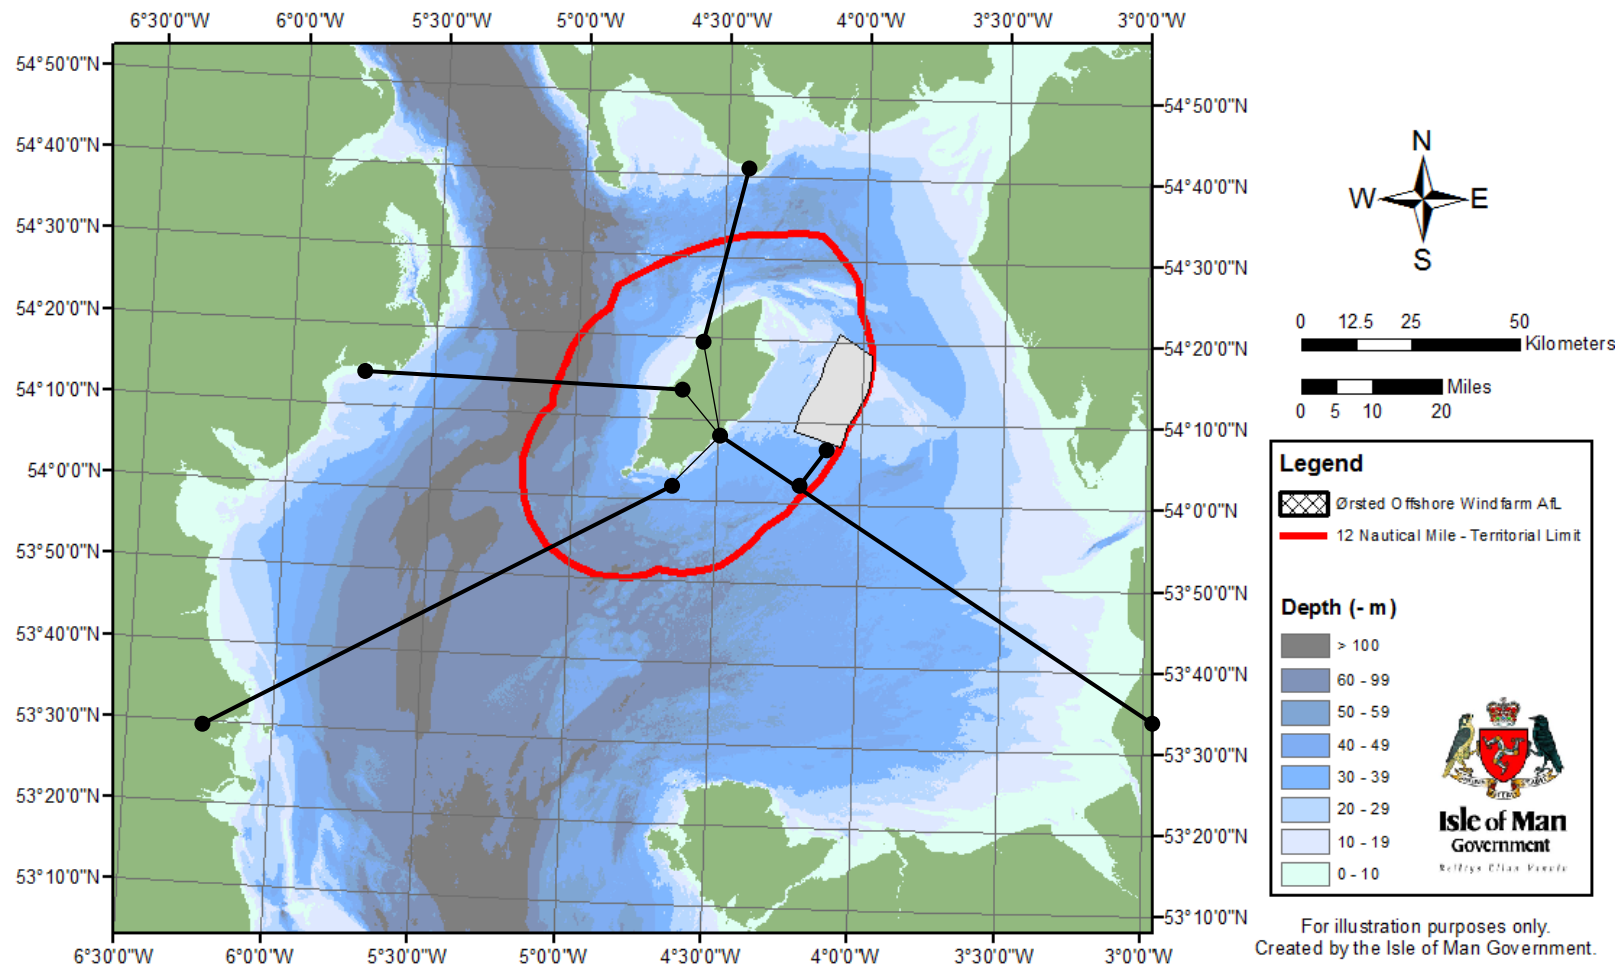 6°30'0"W 6°0'0"W 5°30'0"W 5°0'0"W 4°30'0"W 4°0'0"W 3°30'0"W 3°0'0"W
54°50'0"N
54°40'0"N
54°30'0"N
54°20'0"N
54°10'0"N
54°0'0"N
53°50'0"N
53°40'0"N
53°30'0"N
53°20'0"N
53°10'0"N
54°50'0"N
54°40'0"N
54°30'0"N
54°20'0"N
54°10'0"N
54°0'0"N
53°50'0"N
53°40'0"N
53°30'0"N
53°20'0"N
53°10'0"N
6°30'0"W 6°0'0"W 5°30'0"W 5°0'0"W 4°30'0"W 4°0'0"W 3°30'0"W 3°0'0"W
N
W E
S
0 12.5 25 50
Kilometers
Miles
0 5 10 20
Legend
Ørsted Offshore Windfarm AfL
12 Nautical Mile - Territorial Limit
Depth (- m)
> 100
60 - 99
50 - 59
40 - 49
30 - 39
20 - 29
10 - 19
0 - 10
Isle of Man
Government
For illustration purposes only.
Created by the Isle of Man Government.